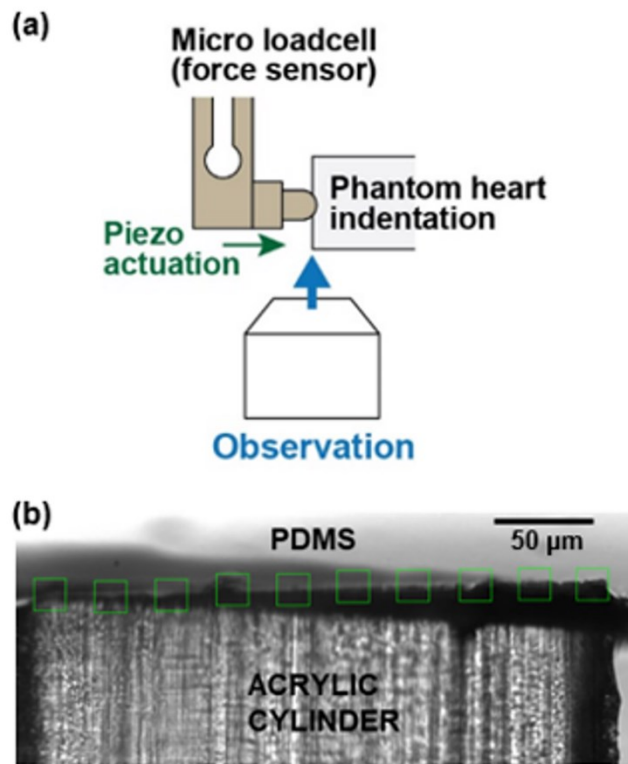 (a)
Micro loadcell
(force sensor)
Phantom heart
indentation
Piezo
actuation
Observation
(b)
PDMS
50 µm
ACRYLIC
CYLINDER